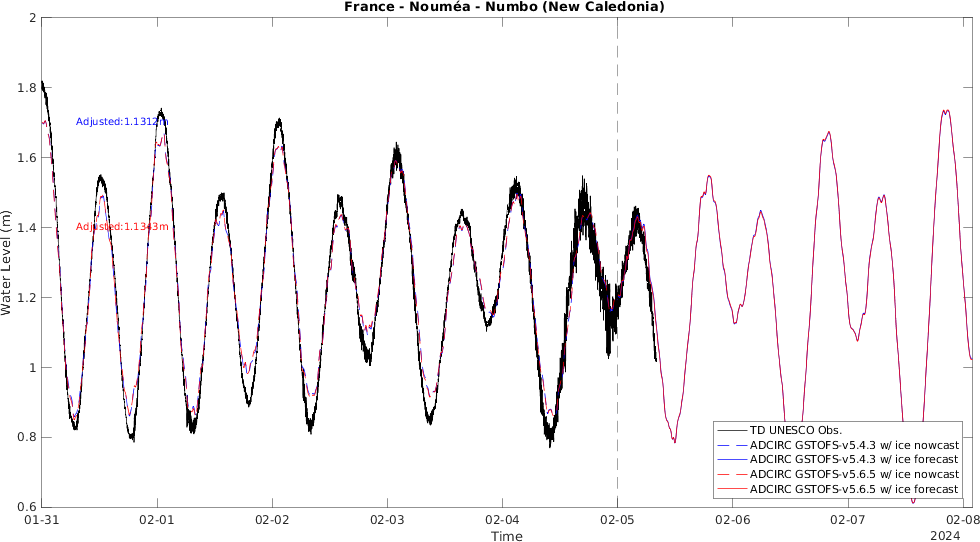 France - Nouméa - Numbo (New Caledonia)
2
1.8
1.6
1.4
1.2
1
0.8
0.6
Water Level (m)
Adjusted:1.1312m
Adjusted:1.1343m
TD UNESCO Obs.
ADCIRC GSTOFS-v5.4.3 w/ ice nowcast
ADCIRC GSTOFS-v5.4.3 w/ ice forecast
ADCIRC GSTOFS-v5.6.5 w/ ice nowcast
ADCIRC GSTOFS-v5.6.5 w/ ice forecast
01-31 02-01 02-02 02-03 02-04 02-05 02-06 02-07 02-08
Time
2024